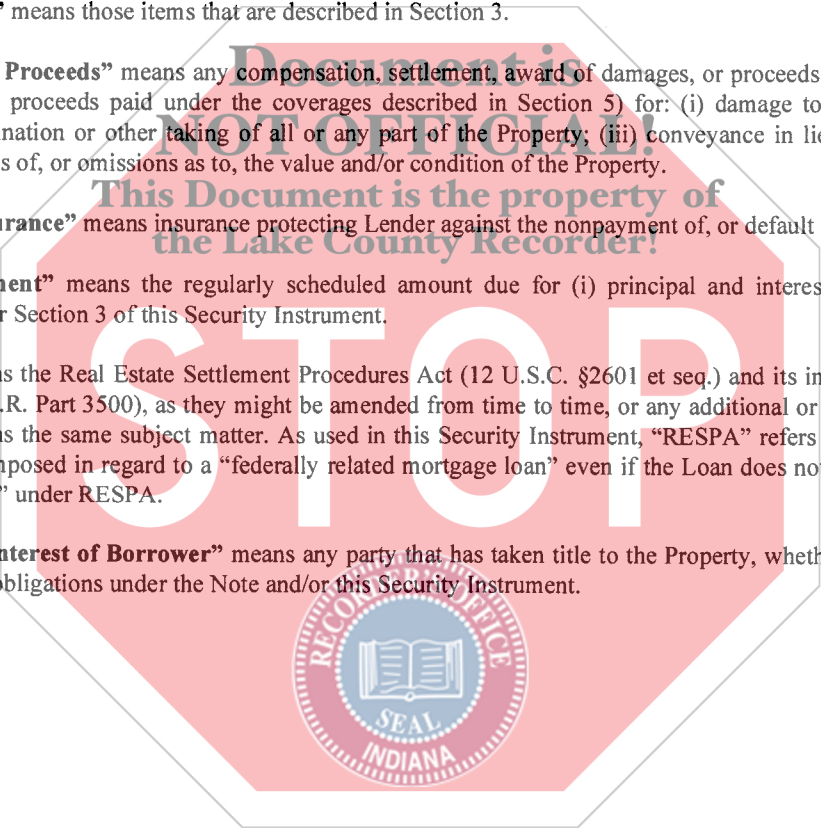 ” means those items that are described in Section 3.
Document is
Proceeds” means any compensation, settlement, award of damages, or proceeds
proceeds paid under the coverages described in Section 5) for: (i) damage to
NOT OFFICIAL!
nation or other taking of all or any part of the Property; (iii) conveyance in lie
s of, or omissions as to, the value and/or condition of the Property.
This Document is the property of
urance” means insurance protecting Lender against the nonpayment of, or default
the Lake County Recorder!
ment” means the regularly scheduled amount due for (i) principal and interes
r Section 3 of this Security Instrument.
STOP
ns the Real Estate Settlement Procedures Act (12 U.S.C. §2601 et seq.) and its in
.R. Part 3500), as they might be amended from time to time, or any additional or
ns the same subject matter. As used in this Security Instrument, “RESPA” refers
mposed in regard to a “federally related mortgage loan” even if the Loan does no
” under RESPA.
nterest of Borrower” means any party that has taken title to the Property, wheth
obligations under the Note and/or this Security Instrument.
RECORDER'S OFFICE
SEAL
INDIANA